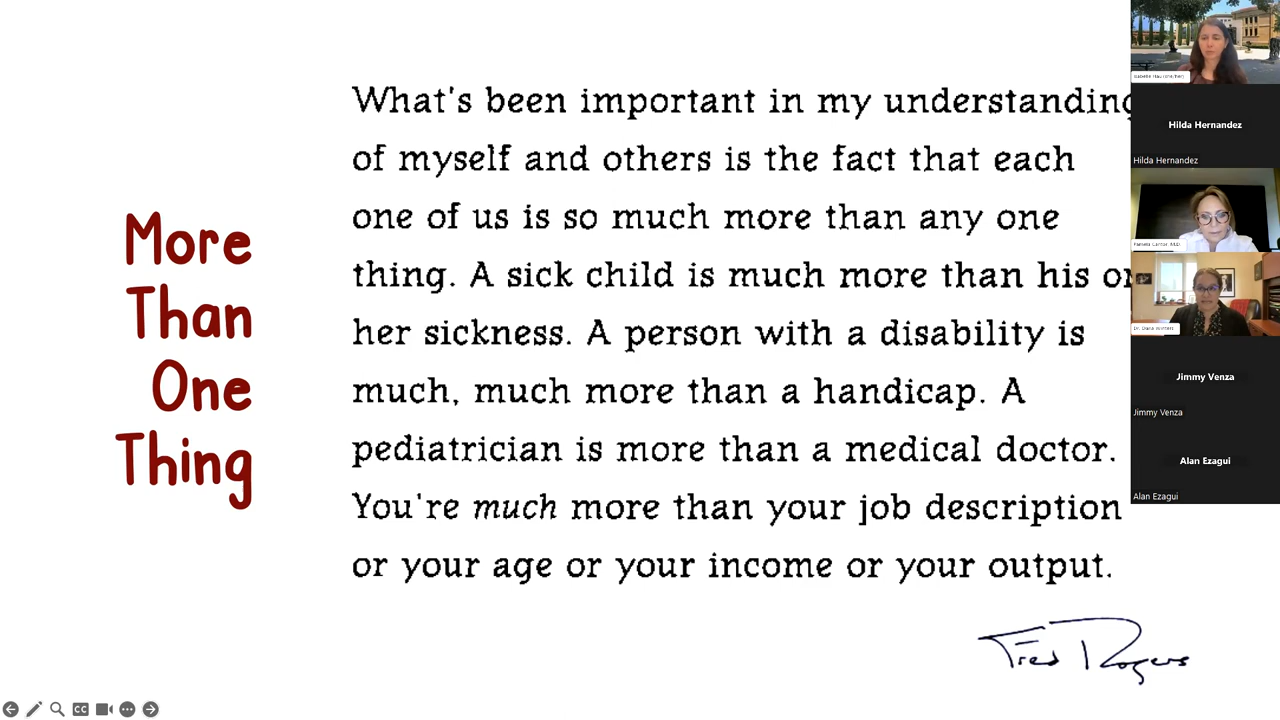 More
Than
One
Thing
What's been important in my understanding
of myself and others is the fact that each
one of us is so much more than any one
thing. A sick child is much more than his or
her sickness. A person with a disability is
much, much more than a handicap. A
pediatrician is more than a medical doctor.
You're much more than your job description
or your age or your income or your output.
Fred Rogers
CC
Hilda Hernandez
Hilda Hernandez
Jimmy Venza
Jimmy Venza
Alan Ezagui
Alan Ezagui